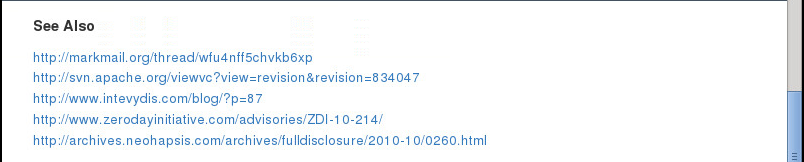 See Also
http://markmail.org/thread/wfu4nff5chvkb6xp
http://svn.apache.org/viewvc?view=revision&revision=834047
http://www.intevydis.com/blog/?p=87
http://www.zerodayinitiative.com/advisories/ZDI-10-214/
http://archives.neohapsis.com/archives/fulldisclosure/2010-10/0260.html